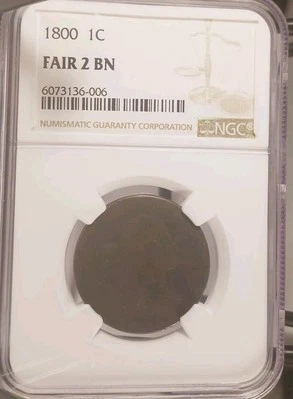 1800 1C
FAIR 2 BN
6073136-006
NUMISMATIC GUARANTY CORPORATION
NGC